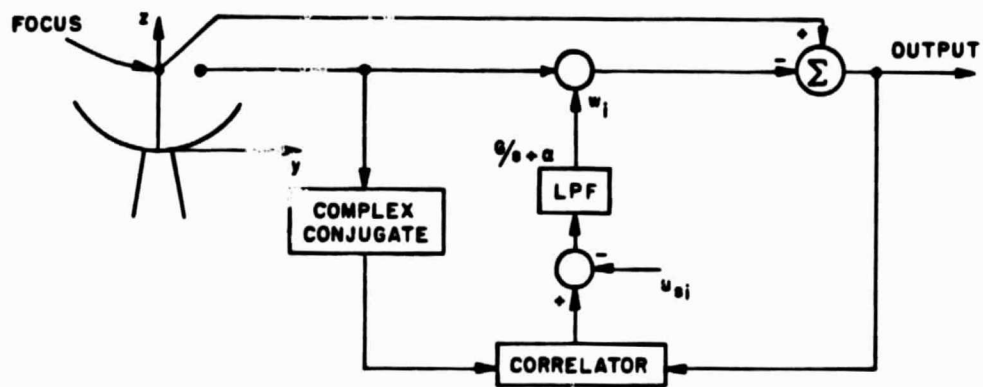 FOCUS
z
+
OUTPUT
-
Σ
w_i
G/s + α
y
LPF
COMPLEX
CONJUGATE
-
u_si
+
CORRELATOR